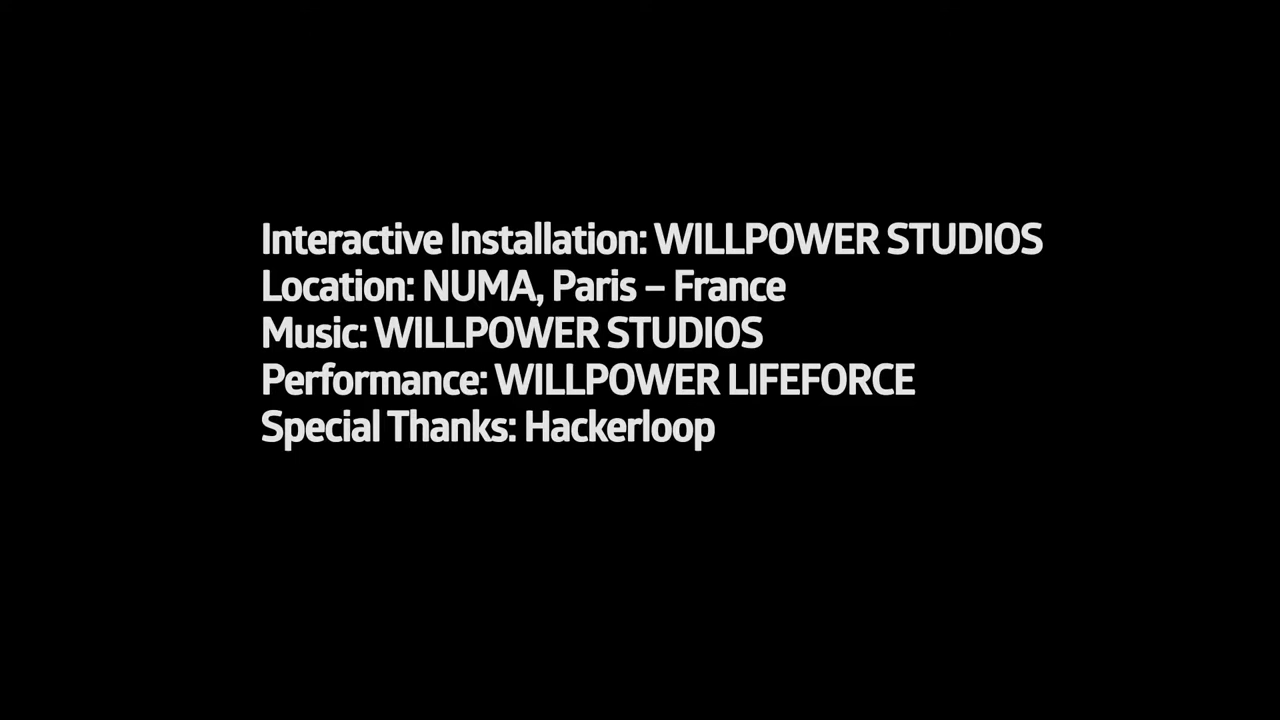 Interactive Installation: WILLPOWER STUDIOS
Location: NUMA, Paris – France
Music: WILLPOWER STUDIOS
Performance: WILLPOWER LIFEFORCE
Special Thanks: Hackerloop